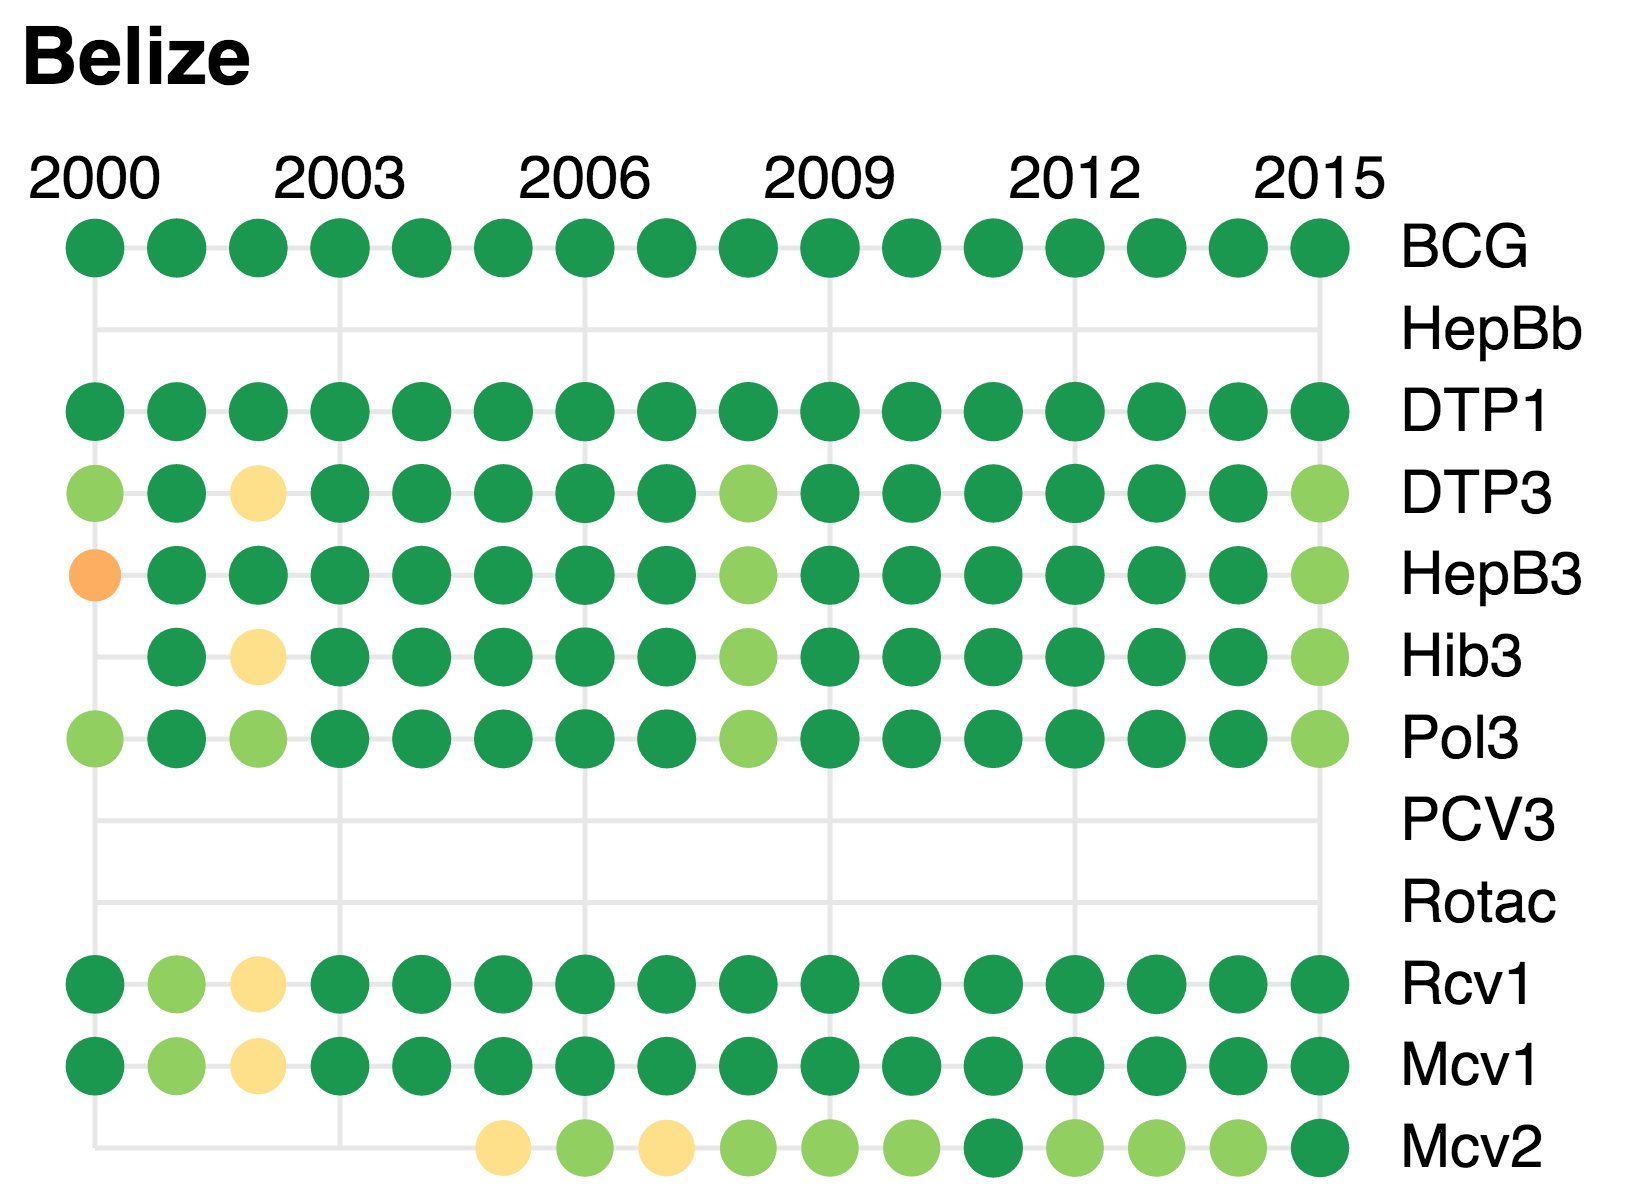 Belize
2000 2003 2006 2009 2012 2015
BCG
HepBb
DTP1
DTP3
HepB3
Hib3
Pol3
PCV3
Rotac
Rcv1
Mcv1
Mcv2